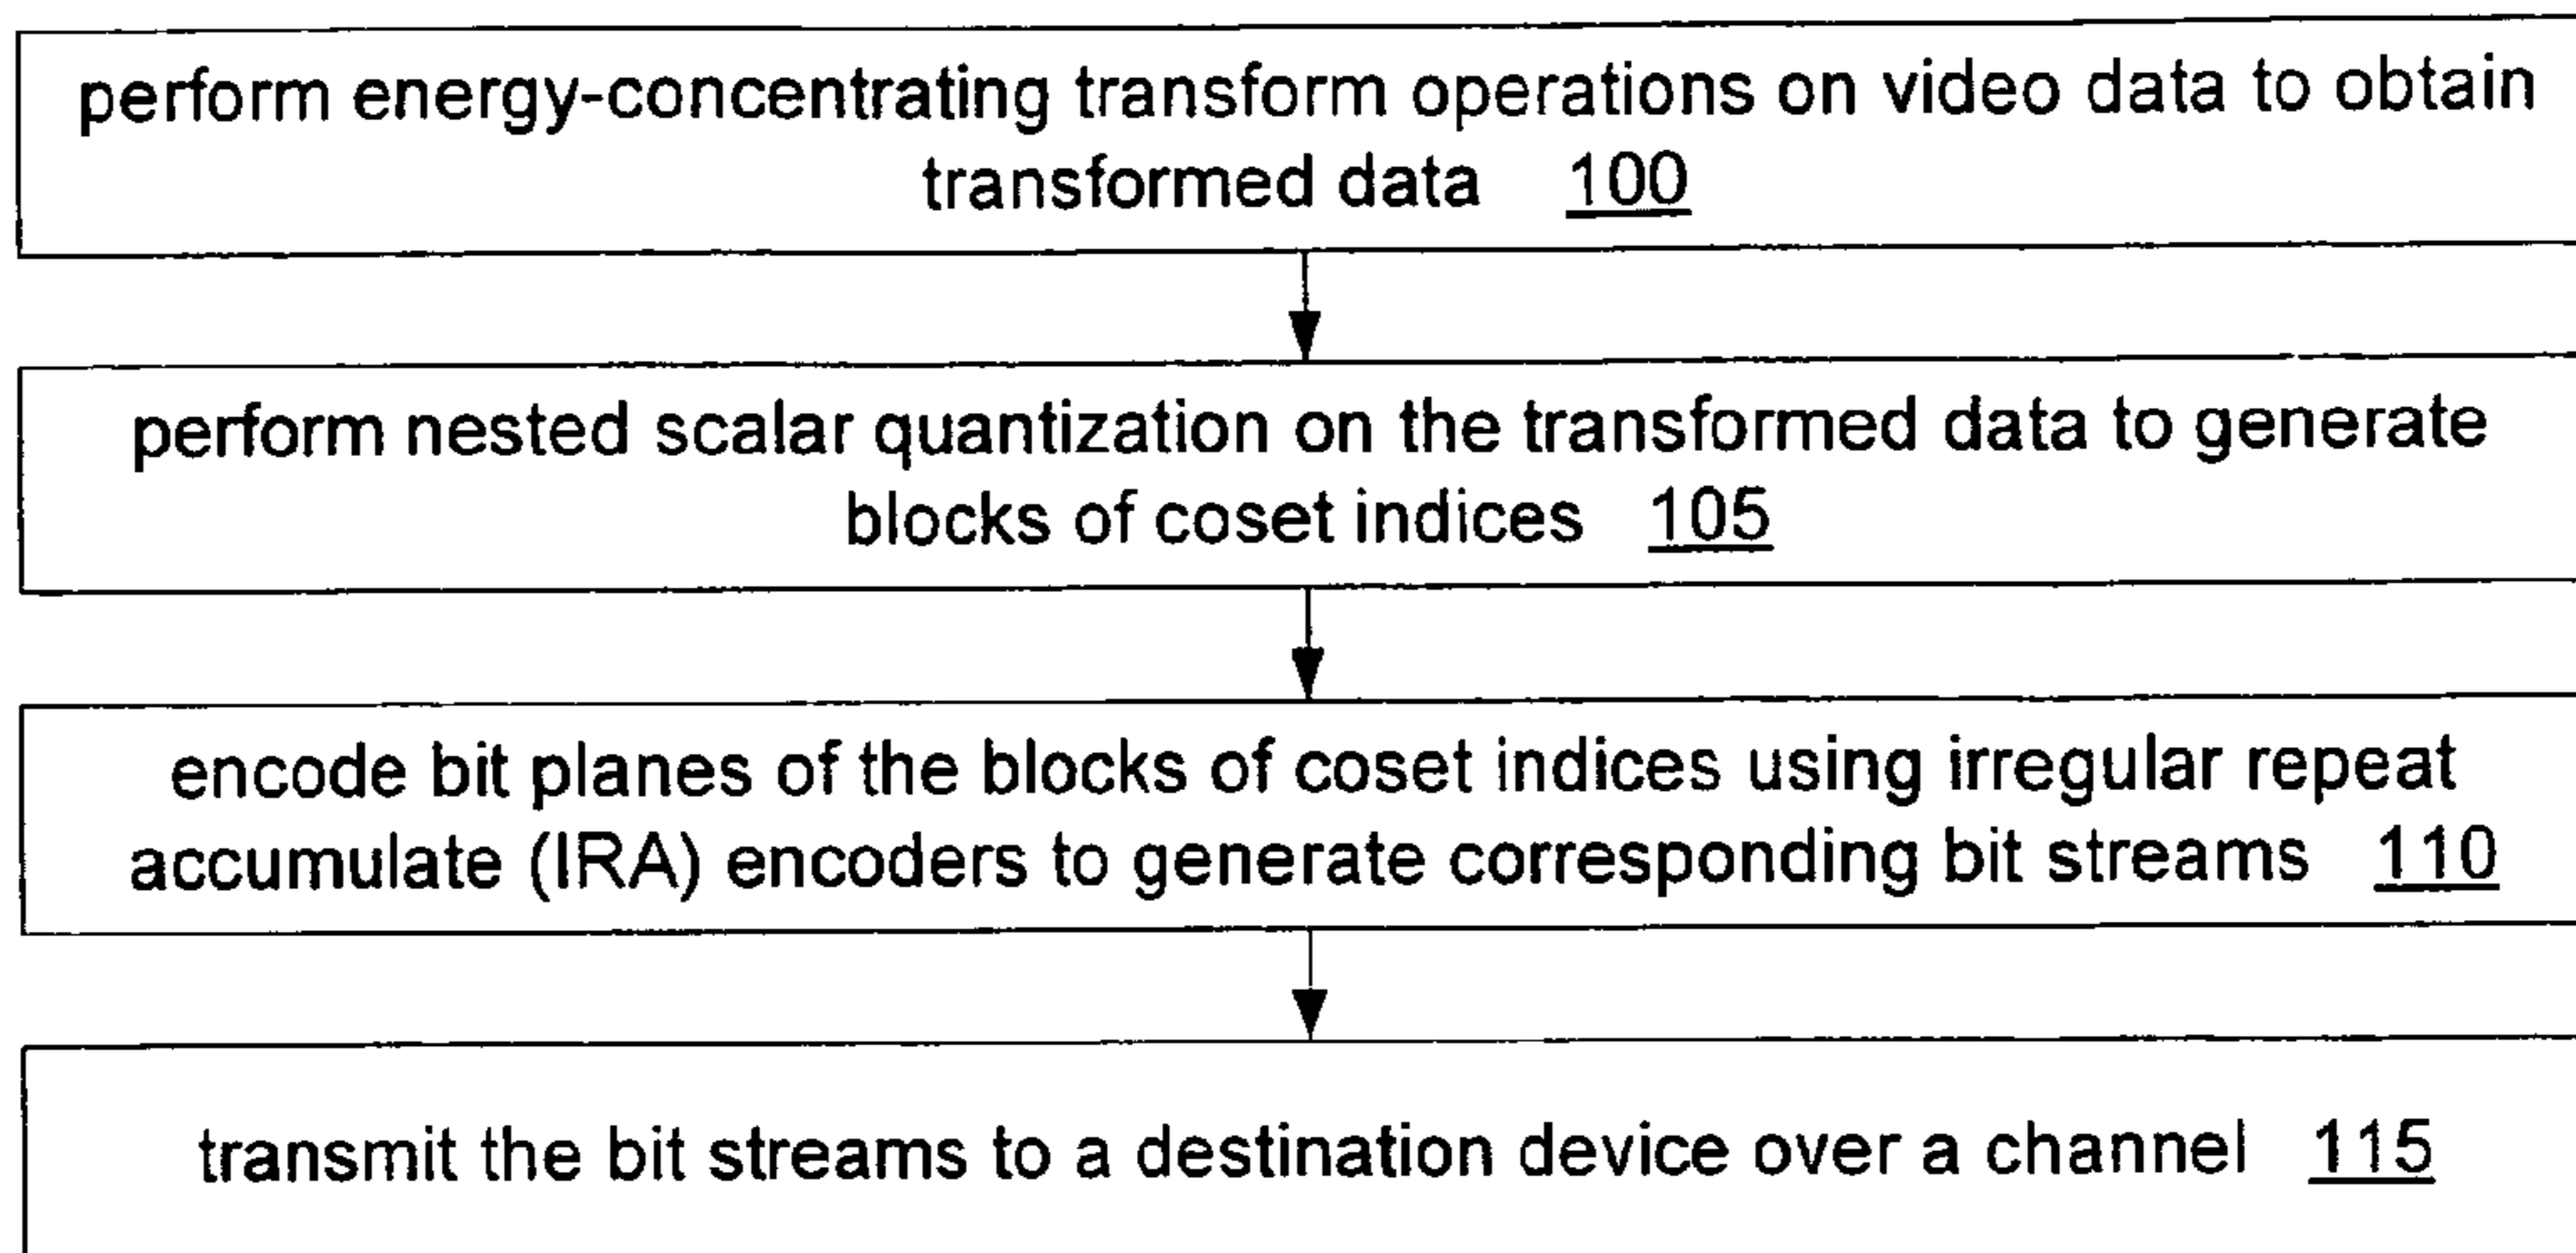 perform energy-concentrating transform operations on video data to obtain
transformed data 100
perform nested scalar quantization on the transformed data to generate
blocks of coset indices 105
encode bit planes of the blocks of coset indices using irregular repeat
accumulate (IRA) encoders to generate corresponding bit streams 110
transmit the bit streams to a destination device over a channel 115